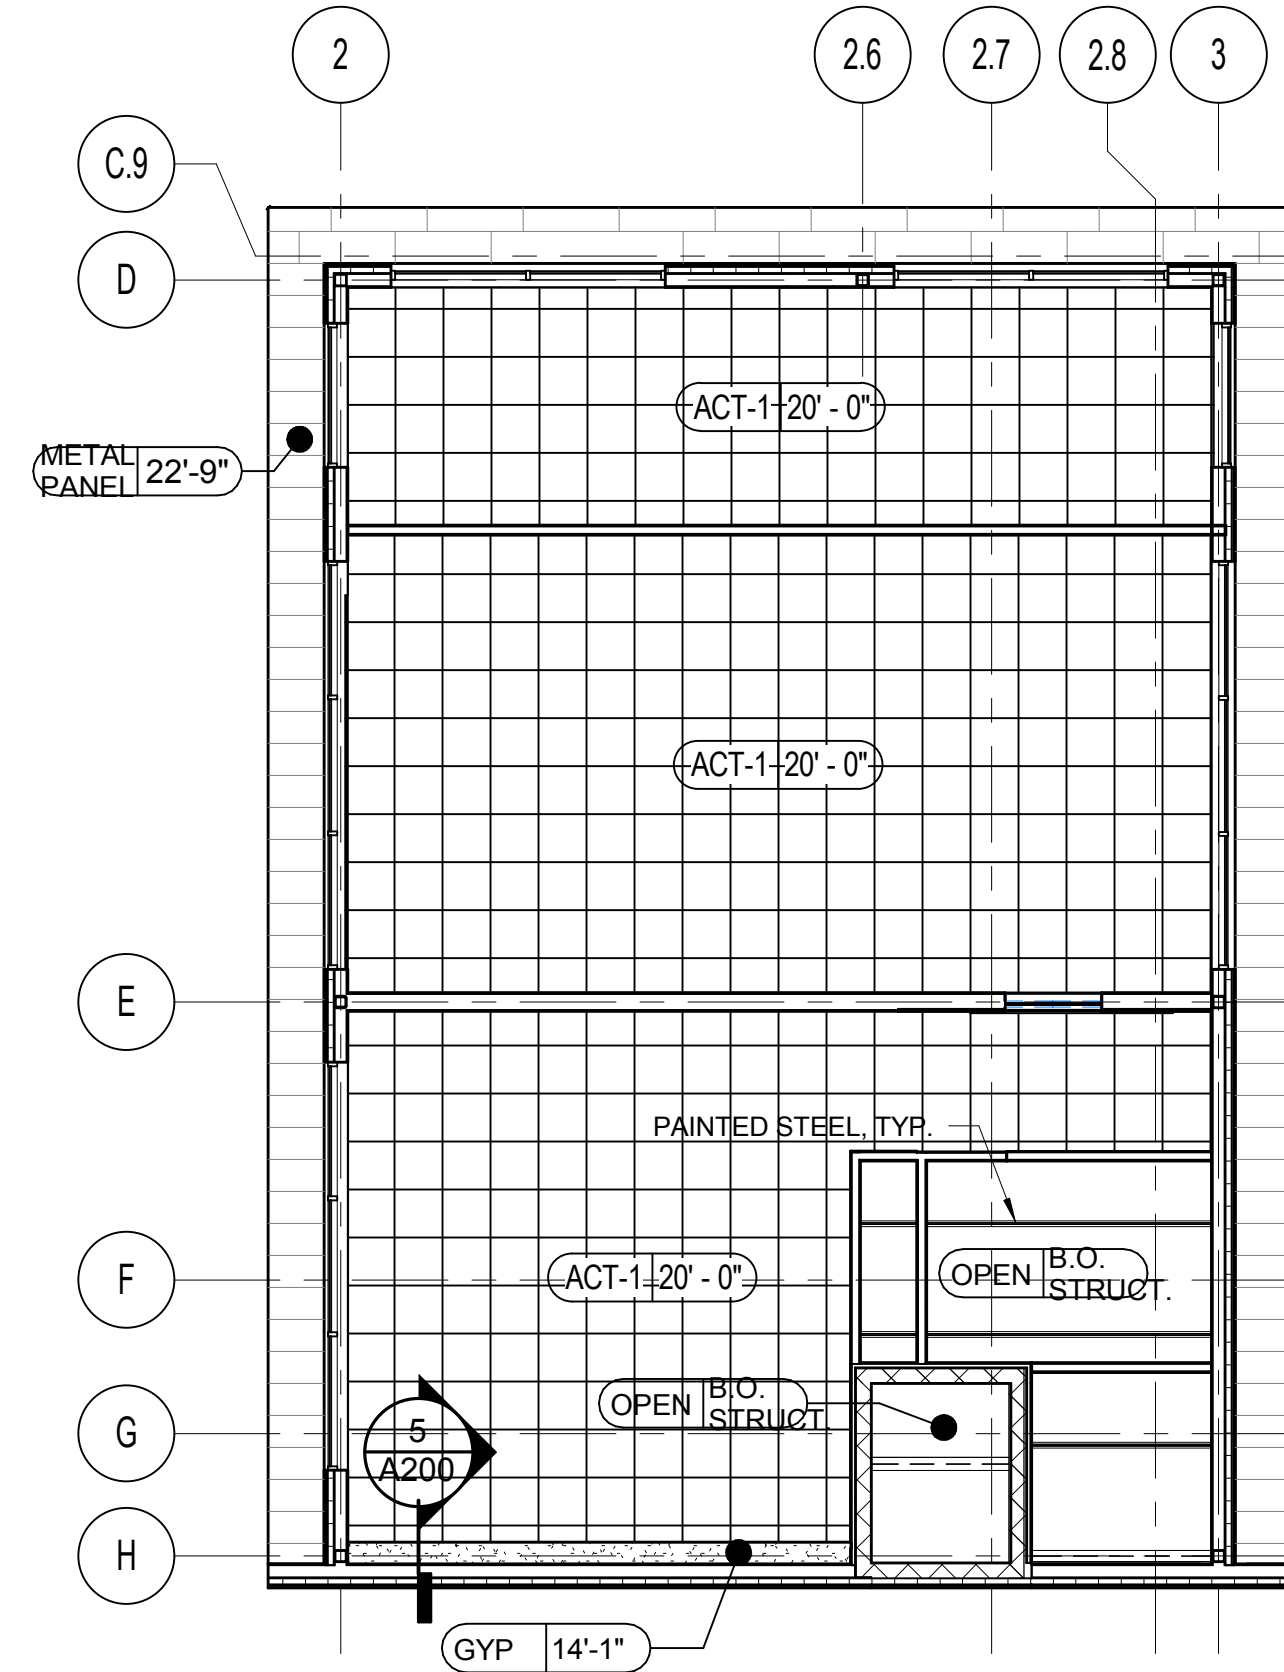 2
2.6
2.7
2.8
3
C.9
D
ACT-1 20' - 0"
METAL
PANEL
22'-9"
ACT-1 20' - 0"
E
PAINTED STEEL, TYP.
F
ACT-1 20' - 0"
OPEN
B.O.
STRUCT.
OPEN
B.O.
STRUCT.
G
5
A200
H
GYP 14'-1"